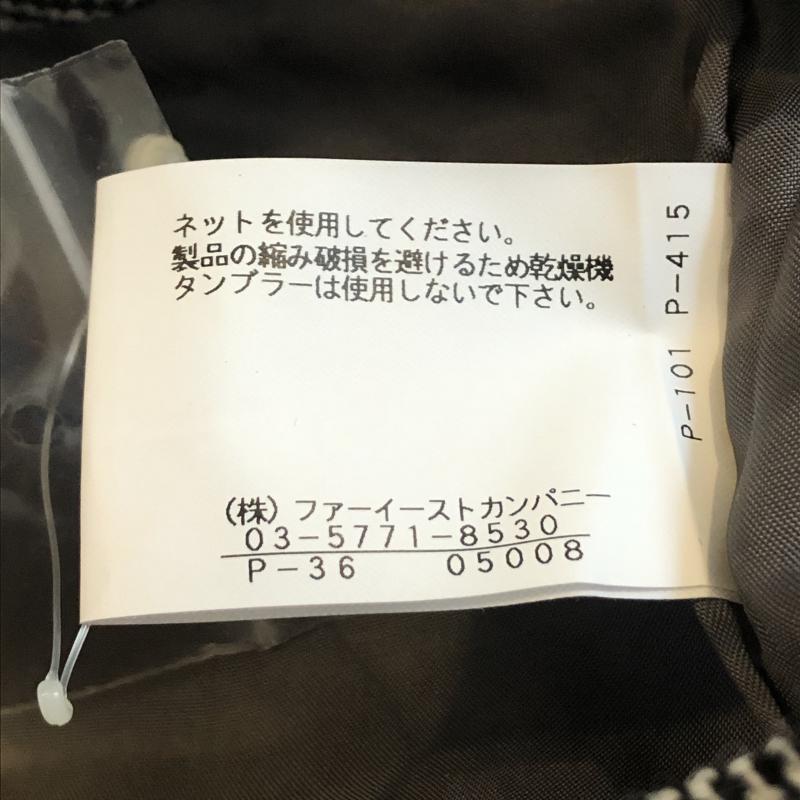 ネットを使用してください。
製品の縮み破損を避けるため乾燥機
タンブラーは使用しないで下さい。
(株)ファーイーストカンパニー
03-5771-8530
P-36 05008
P-101 P-415